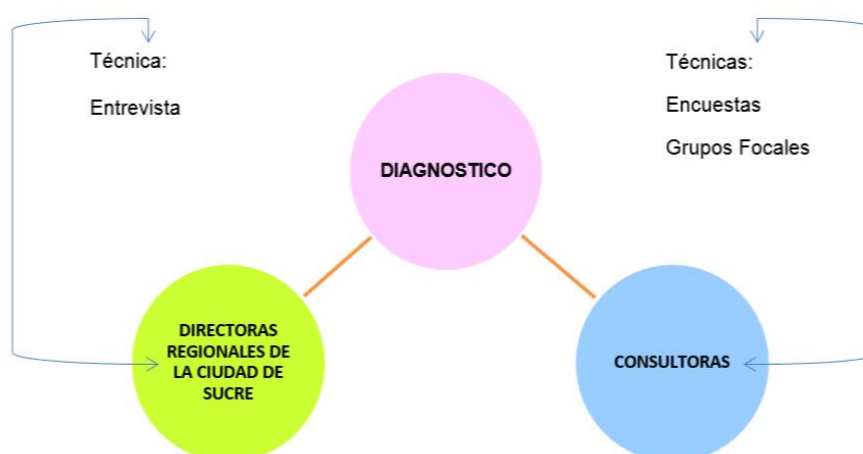 Técnica:
Entrevista
Técnicas:
Encuestas
Grupos Focales
DIAGNOSTICO
DIRECTORAS
REGIONALES DE
LA CIUDAD DE
SUCRE
CONSULTORAS